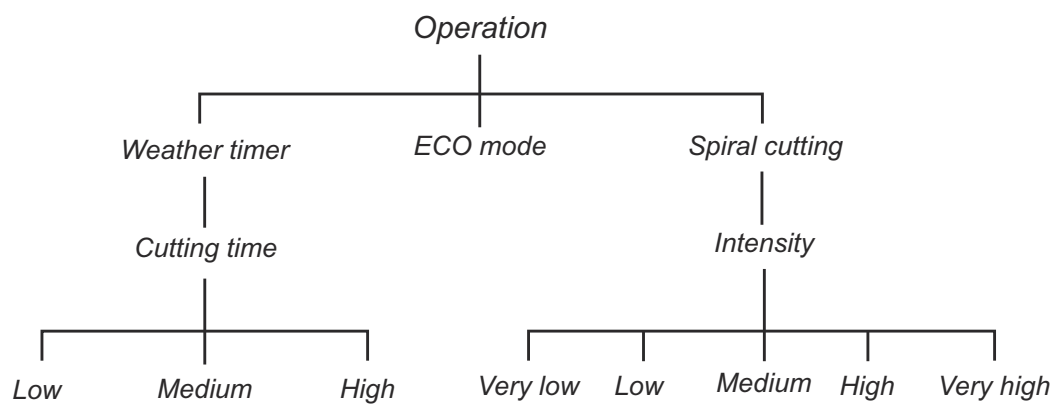 Operation
Weather timer ECO mode Spiral cutting
Cutting time Intensity
Low Medium High Very low Low Medium High Very high